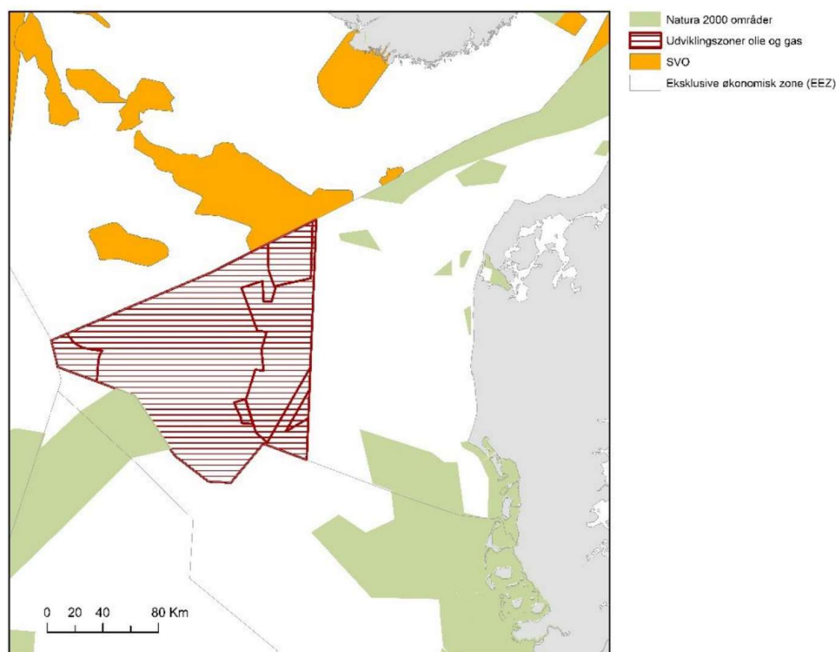 Natura 2000 områder
Udviklingszoner olie og gas
SVO
Eksklusive økonomisk zone (EEZ)
0 20 40 80 Km